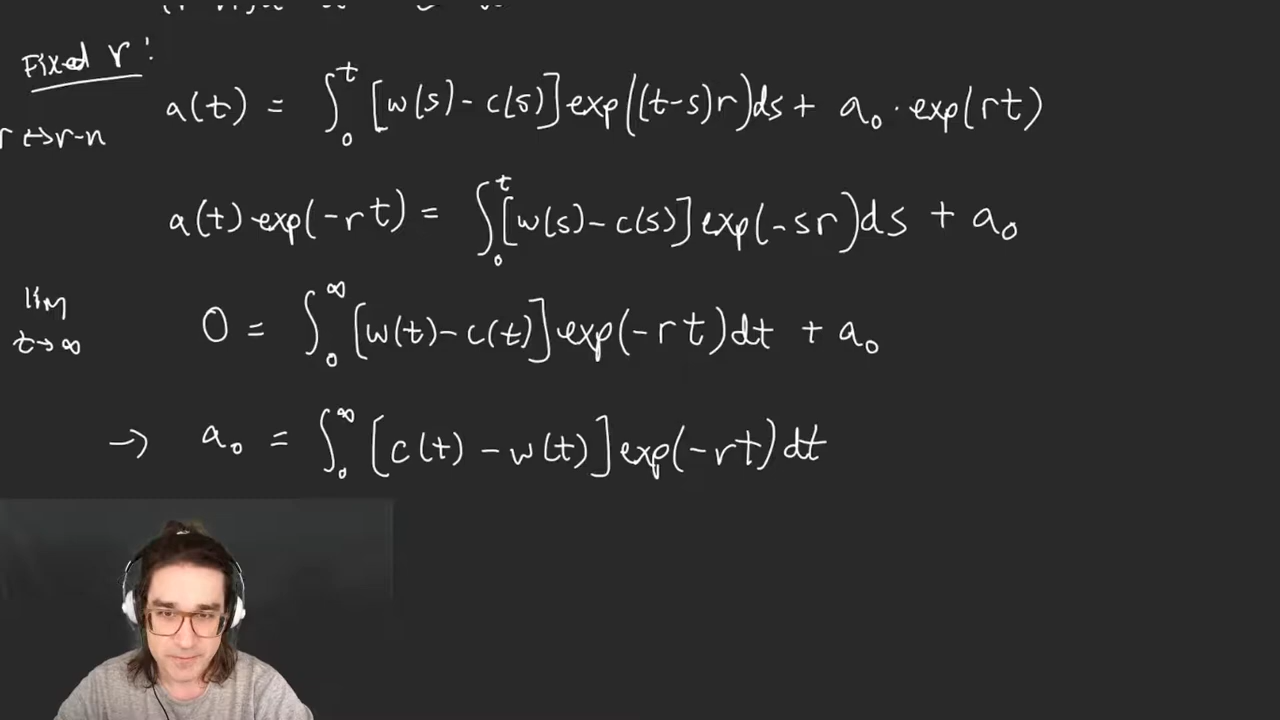 Fixed r:
a(t) = ∫₀ᵗ [w(s) - c(s)] exp((t-s)r)ds + a₀ · exp(rt)
r ↔ r-n
a(t) exp(-rt) = ∫₀ᵗ [w(s) - c(s)] exp(-sr)ds + a₀
lim t→∞ 0 = ∫₀^∞ [w(t) - c(t)] exp(-rt)dt + a₀
→ a₀ = ∫₀^∞ [c(t) - w(t)] exp(-rt)dt